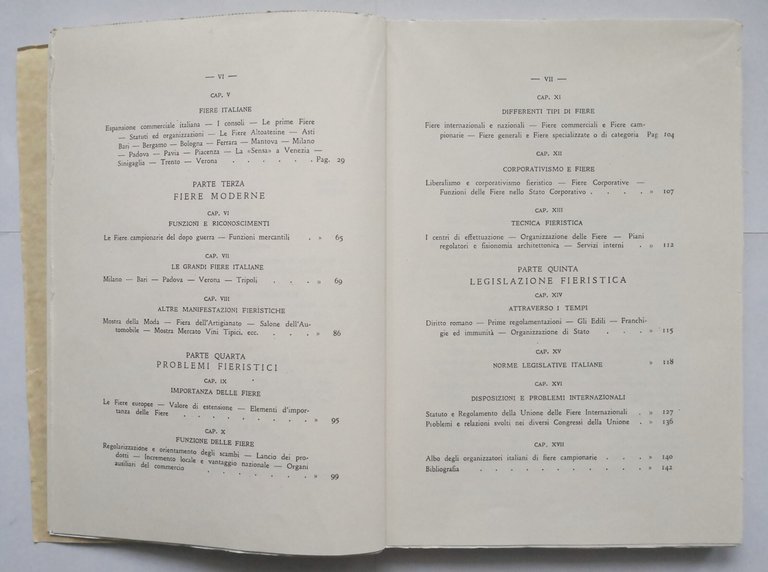 — VI —
CAP. V
FIERE ITALIANE
Espansione commerciale italiana — I consoli — Le prime Fiere
— Statuti ed organizzazioni — Le Fiere Altoatesine — Asti
Bari — Bergamo — Bologna — Ferrara — Mantova — Milano
— Padova — Pavia — Piacenza — La «Sensa» a Venezia —
Sinigaglia — Trento — Verona . . . . . . Pag. 29
PARTE TERZA
FIERE MODERNE
CAP. VI
FUNZIONI E RICONOSCIMENTI
Le Fiere campionarie del dopo guerra — Funzioni mercantili . » 65
CAP. VII
LE GRANDI FIERE ITALIANE
Milano — Bari — Padova — Verona — Tripoli . . . » 69
CAP. VIII
ALTRE MANIFESTAZIONI FIERISTICHE
Mostra della Moda — Fiera dell'Artigianato — Salone dell'Au-
tomobile — Mostra Mercato Vini Tipici, ecc. . . . . » 86
PARTE QUARTA
PROBLEMI FIERISTICI
CAP. IX
IMPORTANZA DELLE FIERE
Le Fiere europee — Valore di estensione — Elementi d'impor-
tanza delle Fiere . . . . . . . . . » 95
CAP. X
FUNZIONE DELLE FIERE
Regolarizzazione e orientamento degli scambi — Lancio dei pro-
dotti — Incremento locale e vantaggio nazionale — Organi
ausiliari del commercio . . . . . . . » 99
— VII —
CAP. XI
DIFFERENTI TIPI DI FIERE
Fiere internazionali e nazionali — Fiere commerciali e Fiere cam-
pionarie — Fiere generali e Fiere specializzate o di categoria Pag 104
CAP. XII
CORPORATIVISMO E FIERE
Liberalismo e corporativismo fieristico — Fiere Corporative —
Funzioni delle Fiere nello Stato Corporativo . . . . » 107
CAP. XIII
TECNICA FIERISTICA
I centri di effettuazione — Organizzazione delle Fiere — Piani
regolatori e fisionomia architettonica — Servizi interni . » 112
PARTE QUINTA
LEGISLAZIONE FIERISTICA
CAP. XIV
ATTRAVERSO I TEMPI
Diritto romano — Prime regolamentazioni — Gli Edili — Franchi-
gie ed immunità — Organizzazione di Stato . . . . » 115
CAP. XV
NORME LEGISLATIVE ITALIANE » 118
CAP. XVI
DISPOSIZIONI E PROBLEMI INTERNAZIONALI
Statuto e Regolamento della Unione delle Fiere Internazionali . » 127
Problemi e relazioni svolti nei diversi Congressi della Unione . » 136
CAP. XVII
Albo degli organizzatori italiani di fiere campionarie . . . » 140
Bibliografia . . . . . . . . . . » 142